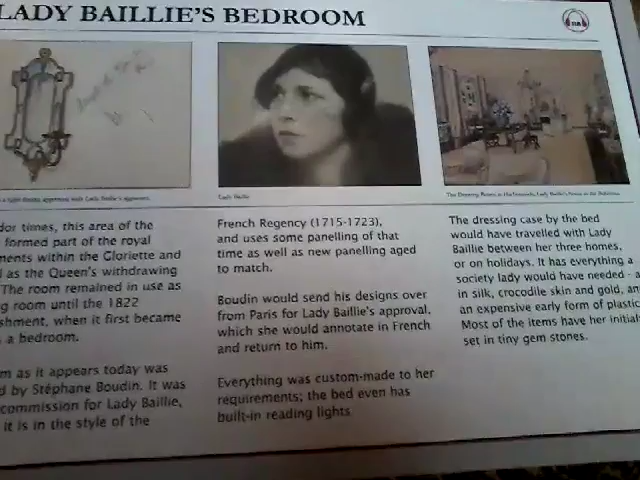 LADY BAILLIE'S BEDROOM
a light fitting approved with Lady Baillie's signature.
Lady Baillie
this area of the
formed part of the royal
within the Gloriette and
as the Queen's withdrawing
The room remained in use as
room until the 1822
when it first became
a bedroom.
as it appears today was
by Stéphane Boudin. It was
commission for Lady Baillie,
it is in the style of the
French Regency (1715-1723),
and uses some panelling of that
time as well as new panelling aged
to match.
Boudin would send his designs over
from Paris for Lady Baillie's approval,
which she would annotate in French
and return to him.
Everything was custom-made to her
requirements; the bed even has
built-in reading lights
The dressing case by the bed
would have travelled with Lady
Baillie between her three homes,
or on holidays. It has everything a
society lady would have needed - a
in silk, crocodile skin and gold, an
an expensive early form of plastic
Most of the items have her initial
set in tiny gem stones.